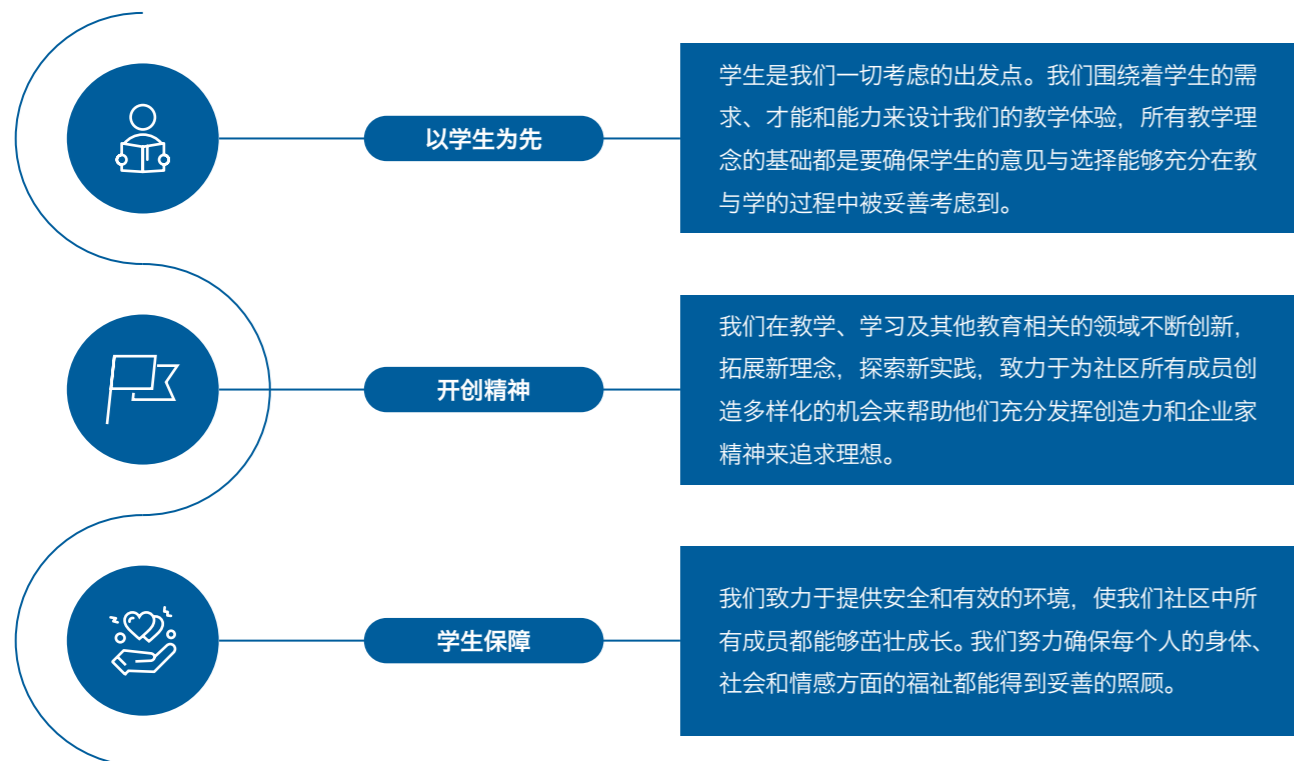 以学生为先
学生是我们一切考虑的出发点。我们围绕着学生的需
求、才能和能力来设计我们的教学体验，所有教学理
念的基础都是要确保学生的意见与选择能够充分在教
与学的过程中被妥善考虑到。
开创精神
我们在教学、学习及其他教育相关的领域不断创新，
拓展新理念，探索新实践，致力于为社区所有成员创
造多样化的机会来帮助他们充分发挥创造力和企业家
精神来追求理想。
学生保障
我们致力于提供安全和有效的环境，使我们社区中所
有成员都能够茁壮成长。我们努力确保每个人的身体、
社会和情感方面的福祉都能得到妥善的照顾。